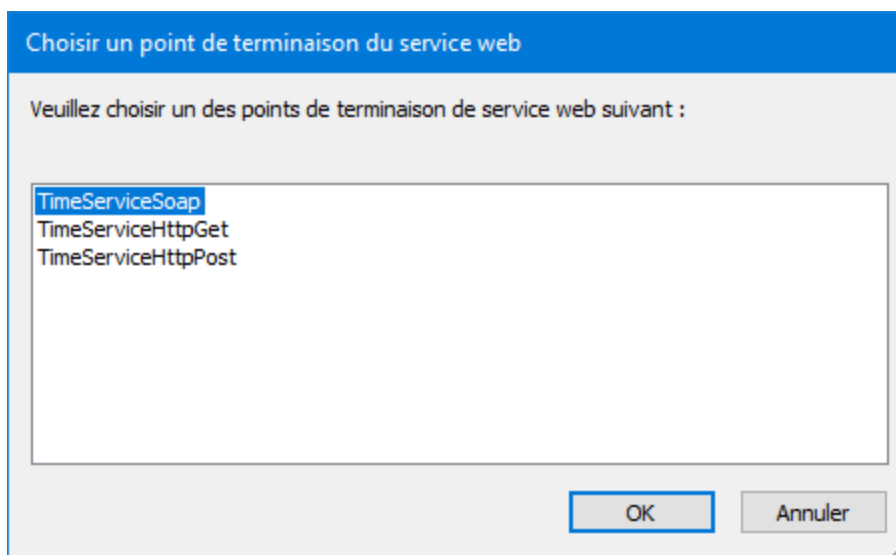 Choisir un point de terminaison du service web
Veuillez choisir un des points de terminaison de service web suivant :
TimeServiceSoap
TimeServiceHttpGet
TimeServiceHttpPost
OK
Annuler